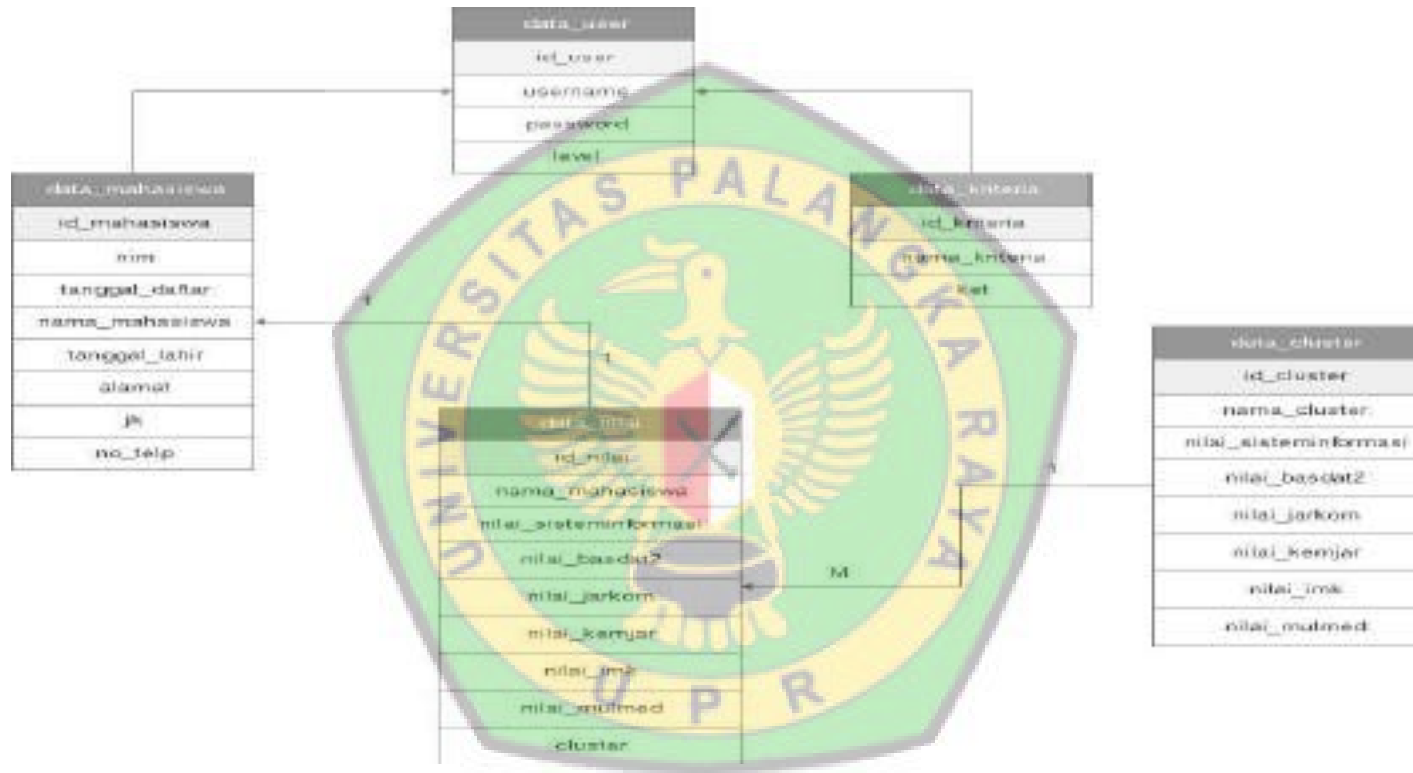 data_user
id_user
username
password
level
data_mahasiswa
id_mahasiswa
nim
tanggal_daftar
nama_mahasiswa
tanggal_lahir
alamat
jk
no_telp
data_kriteria
id_kriteria
nama_kriteria
ket
1
1
data_nilai
id_nilai
nama_mahasiswa
nilai_sisteminformasi
nilai_basdat2
nilai_jarkom
nilai_kemjar
nilai_imk
nilai_mulmed
cluster
M
1
data_cluster
id_cluster
nama_cluster
nilai_sisteminformasi
nilai_basdat2
nilai_jarkom
nilai_kemjar
nilai_imk
nilai_mulmed
UNIVERSITAS PALANGKA RAYA
UPR